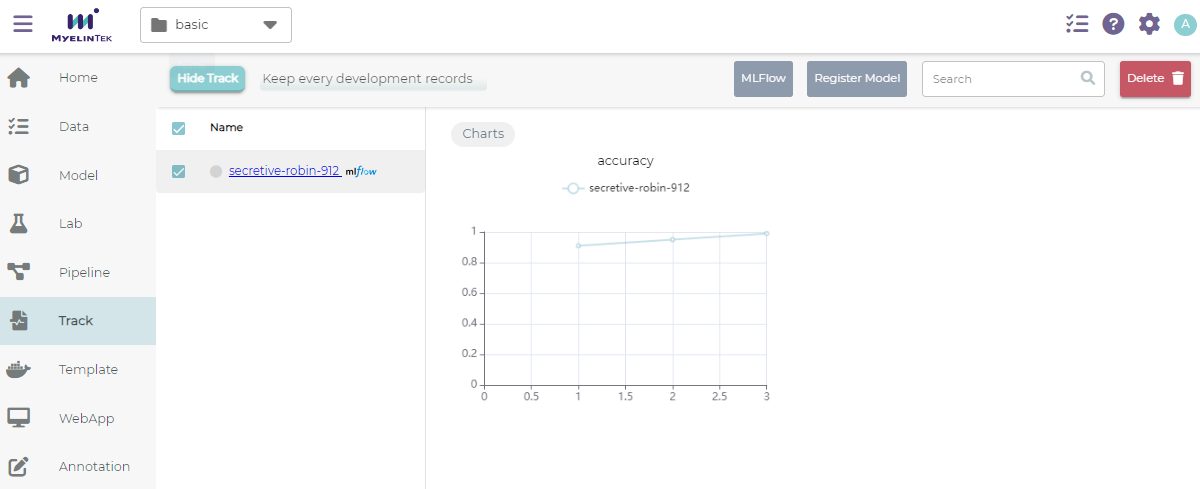 MYELINTEK
basic
A
Home
Data
Model
Lab
Pipeline
Track
Template
WebApp
Annotation
Hide Track
Keep every development records
MLFlow
Register Model
Search
Delete
Name
secretive-robin-912 mlflow
Charts
accuracy
secretive-robin-912
1
0.8
0.6
0.4
0.2
0
0 0.5 1 1.5 2 2.5 3